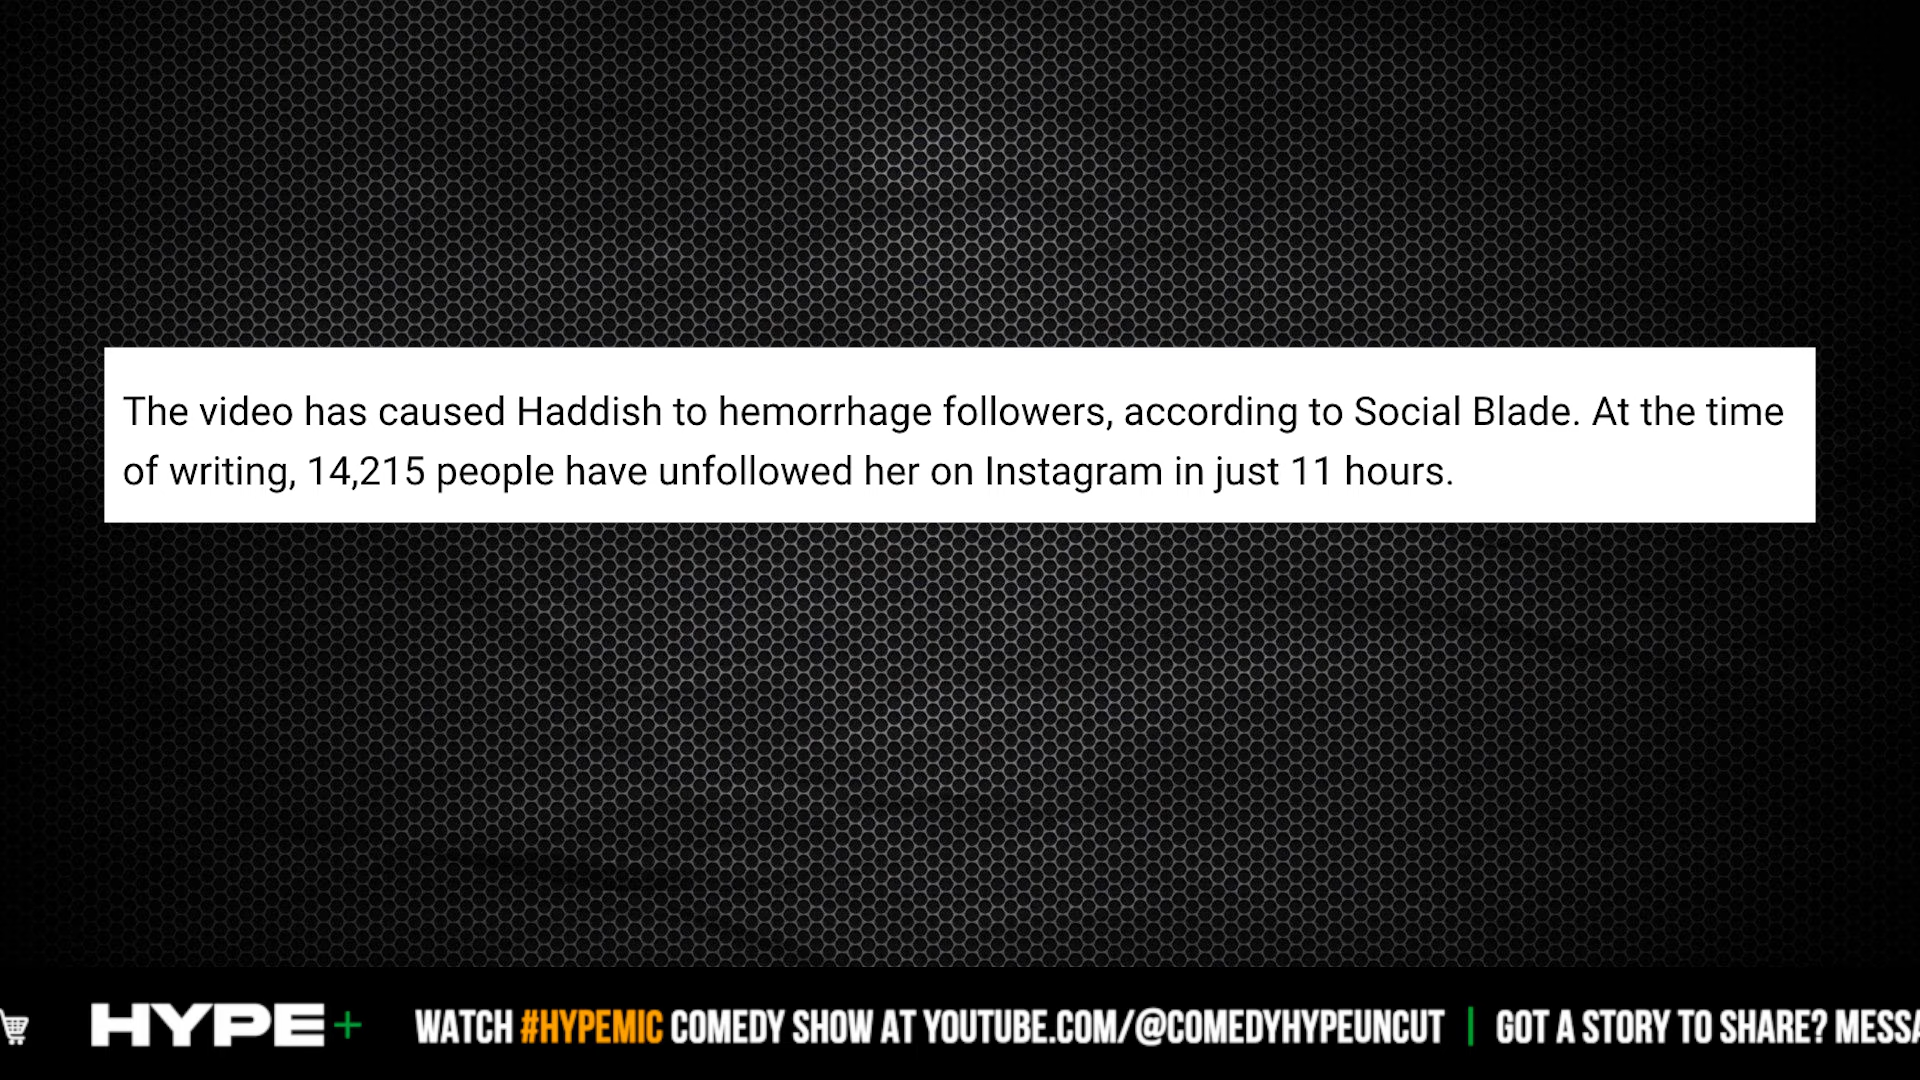 The video has caused Haddish to hemorrhage followers, according to Social Blade. At the time
of writing, 14,215 people have unfollowed her on Instagram in just 11 hours.
HYPE+ WATCH #HYPEMIC COMEDY SHOW AT YOUTUBE.COM/@COMEDYHYPEUNCUT | GOT A STORY TO SHARE? MESSA